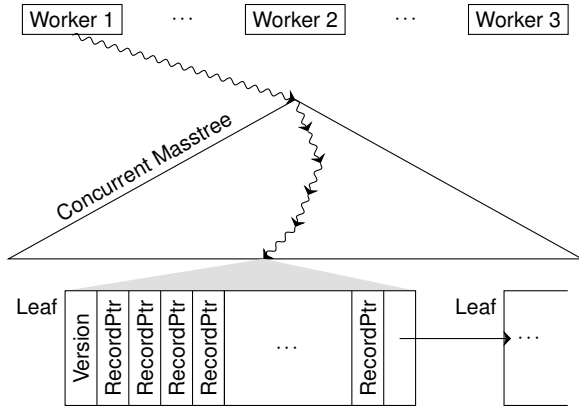 Worker 1 ... Worker 2 ... Worker 3
Concurrent Masstree
Leaf
Version
RecordPtr
RecordPtr
RecordPtr
RecordPtr
...
RecordPtr
Leaf
...